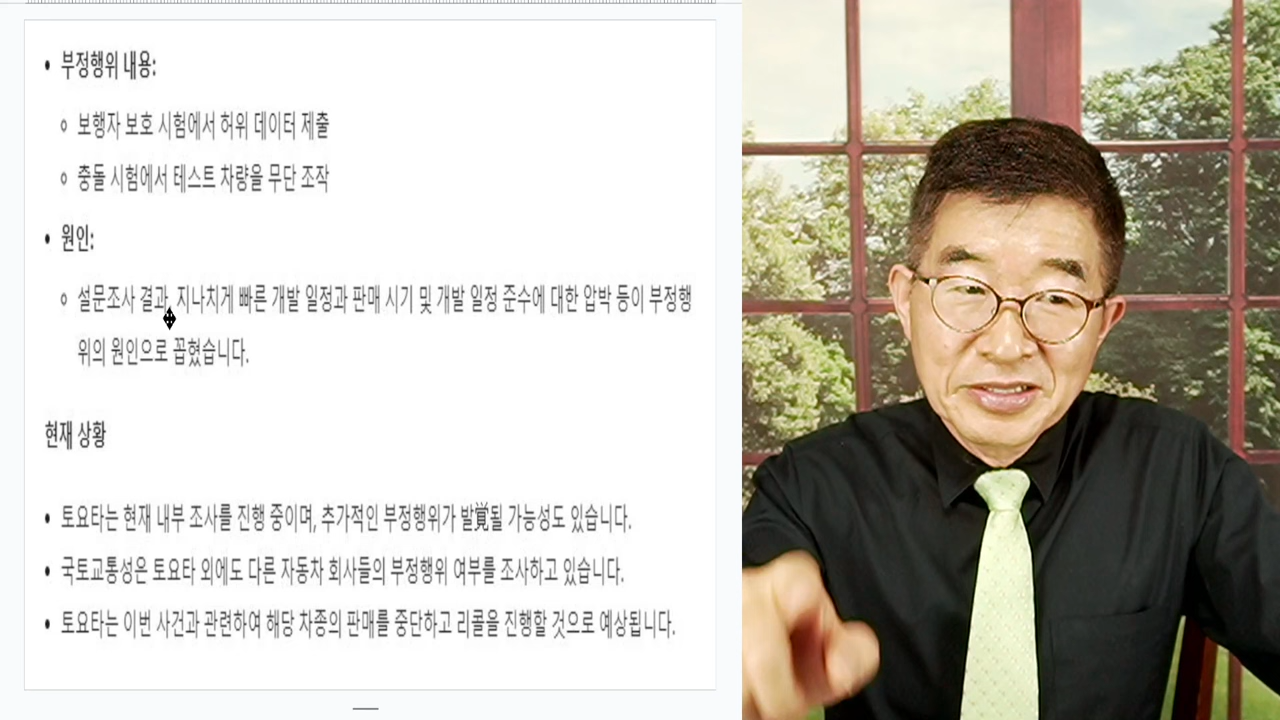 • 부정행위 내용:
○ 보행자 보호 시험에서 허위 데이터 제출
○ 충돌 시험에서 테스트 차량을 무단 조작
• 원인:
○ 설문조사 결과, 지나치게 빠른 개발 일정과 판매 시기 및 개발 일정 준수에 대한 압박 등이 부정행
위의 원인으로 꼽혔습니다.
현재 상황
• 토요타는 현재 내부 조사를 진행 중이며, 추가적인 부정행위가 발覚될 가능성도 있습니다.
• 국토교통성은 토요타 외에도 다른 자동차 회사들의 부정행위 여부를 조사하고 있습니다.
• 토요타는 이번 사건과 관련하여 해당 차종의 판매를 중단하고 리콜을 진행할 것으로 예상됩니다.